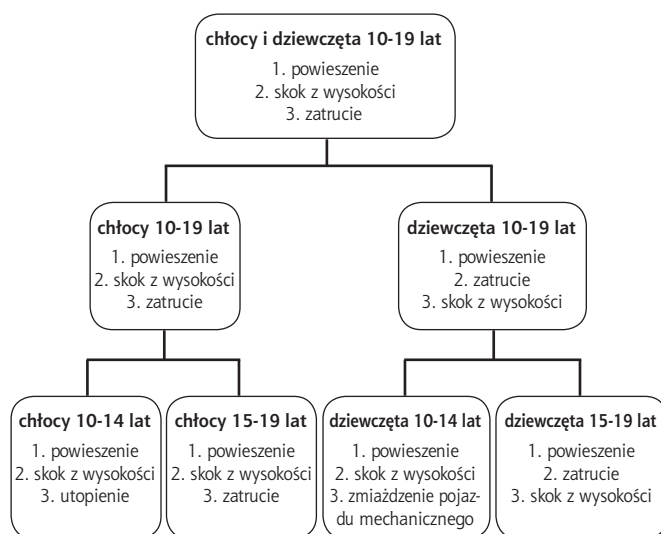 chłocy i dziewczęta 10-19 lat
1. powieszenie
2. skok z wysokości
3. zatrucie
chłocy 10-19 lat
1. powieszenie
2. skok z wysokości
3. zatrucie
dziewczęta 10-19 lat
1. powieszenie
2. zatrucie
3. skok z wysokości
chłocy 10-14 lat
1. powieszenie
2. skok z wysokości
3. utopienie
chłocy 15-19 lat
1. powieszenie
2. skok z wysokości
3. zatrucie
dziewczęta 10-14 lat
1. powieszenie
2. skok z wysokości
3. zmiażdzenie pojaz-
du mechanicznego
dziewczęta 15-19 lat
1. powieszenie
2. zatrucie
3. skok z wysokości